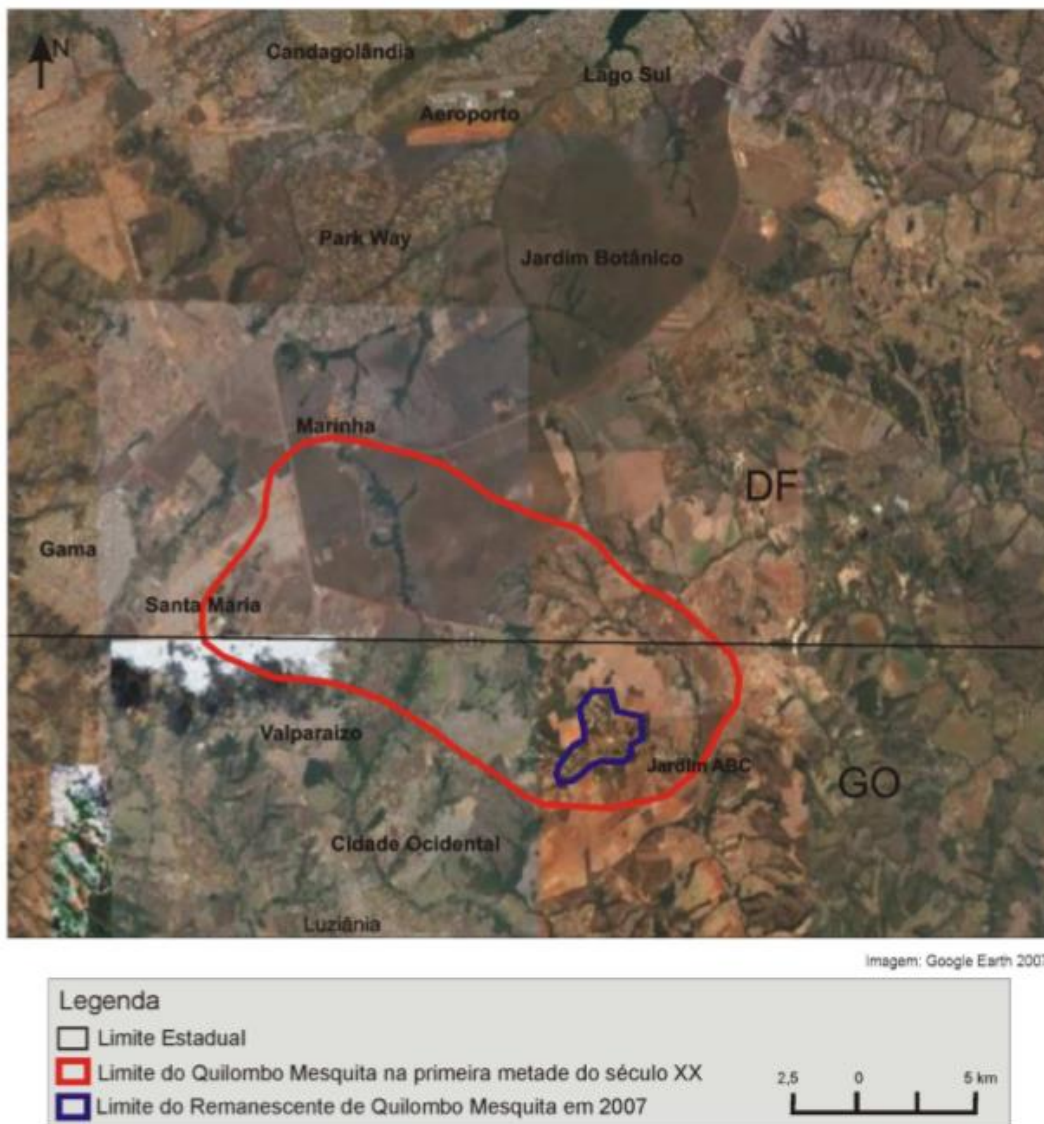 N
Candagolândia
Lago Sul
Aeroporto
Park Way
Jardim Botânico
Marinha
DF
Gama
Santa Maria
Valparaizo
Jardim ABC
GO
Cidade Ocidental
Luziânia
Imagem: Google Earth 2007
Legenda
Limite Estadual
Limite do Quilombo Mesquita na primeira metade do século XX
2,5 0 5 km
Limite do Remanescente de Quilombo Mesquita em 2007